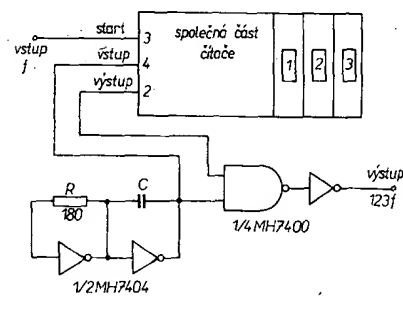 start
vstup
f
3
vstup
4
výstup
2
společná část
čítače
1 2 3
R
180
C
1/2MH7404
1/4MH7400
výstup
123f